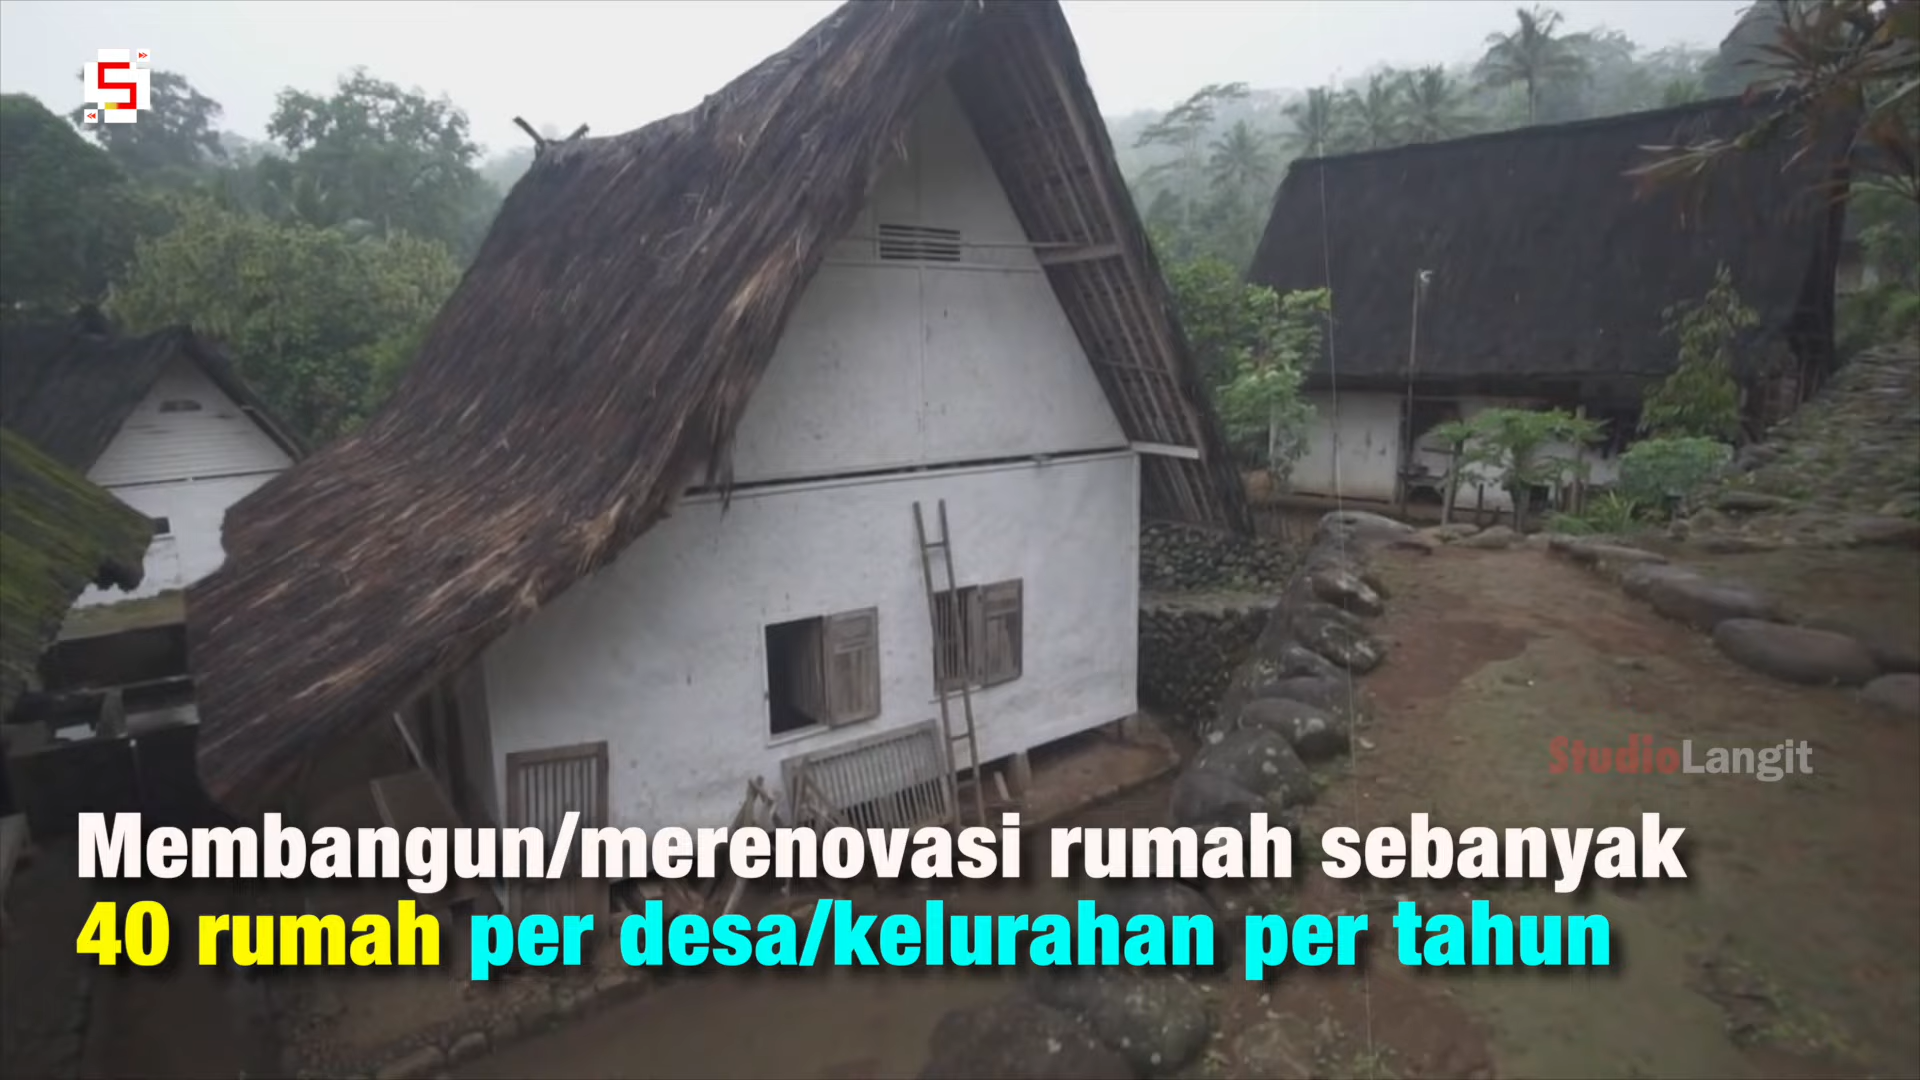 S
StudioLangit
Membangun/merenovasi rumah sebanyak
40 rumah per desa/kelurahan per tahun